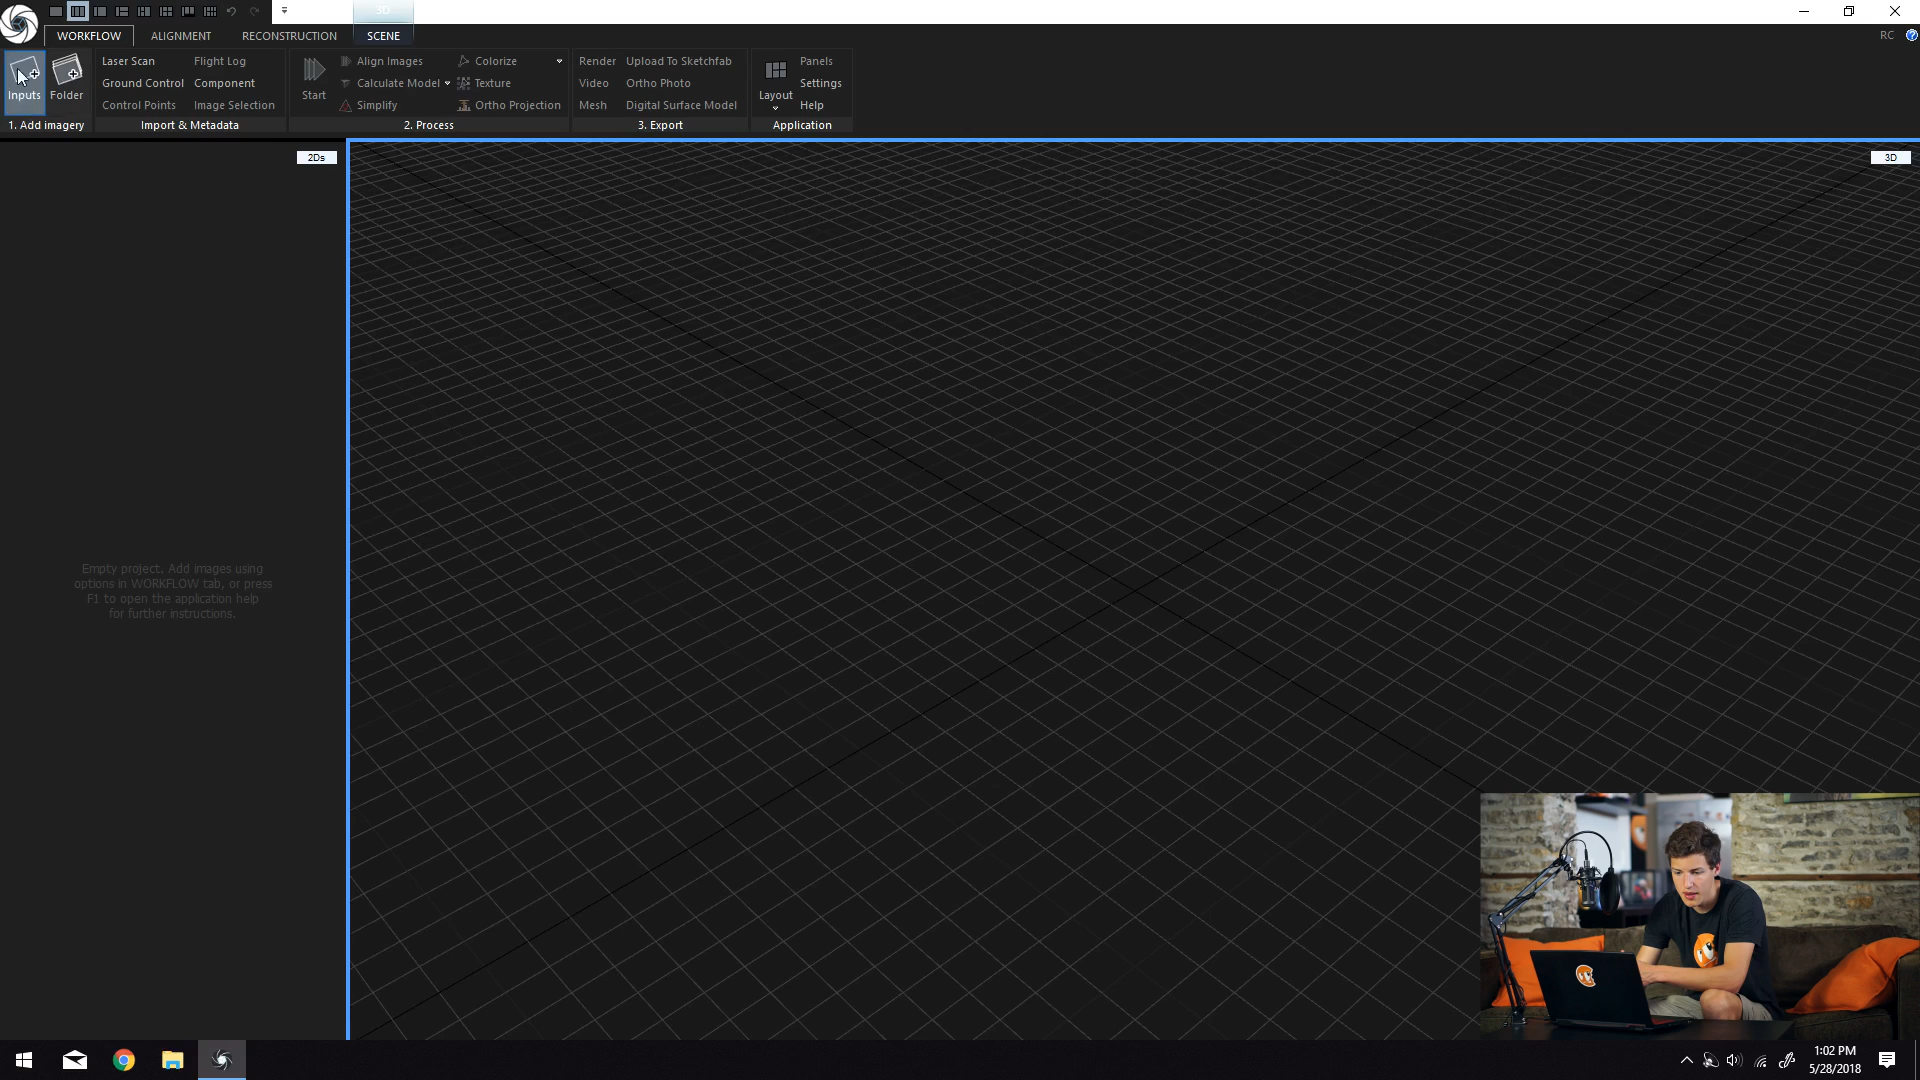 3D
WORKFLOW ALIGNMENT RECONSTRUCTION SCENE RC
Inputs Folder
1. Add imagery
Laser Scan Flight Log
Ground Control Component
Control Points Image Selection
Import & Metadata
Start
Align Images Colorize
Calculate Model Texture
Simplify Ortho Projection
2. Process
Render Upload To Sketchfab
Video Ortho Photo
Mesh Digital Surface Model
3. Export
Layout
Panels
Settings
Help
Application
2Ds
3D
Empty project. Add images using
options in WORKFLOW tab, or press
F1 to open the application help
for further instructions.
1:02 PM
5/28/2018